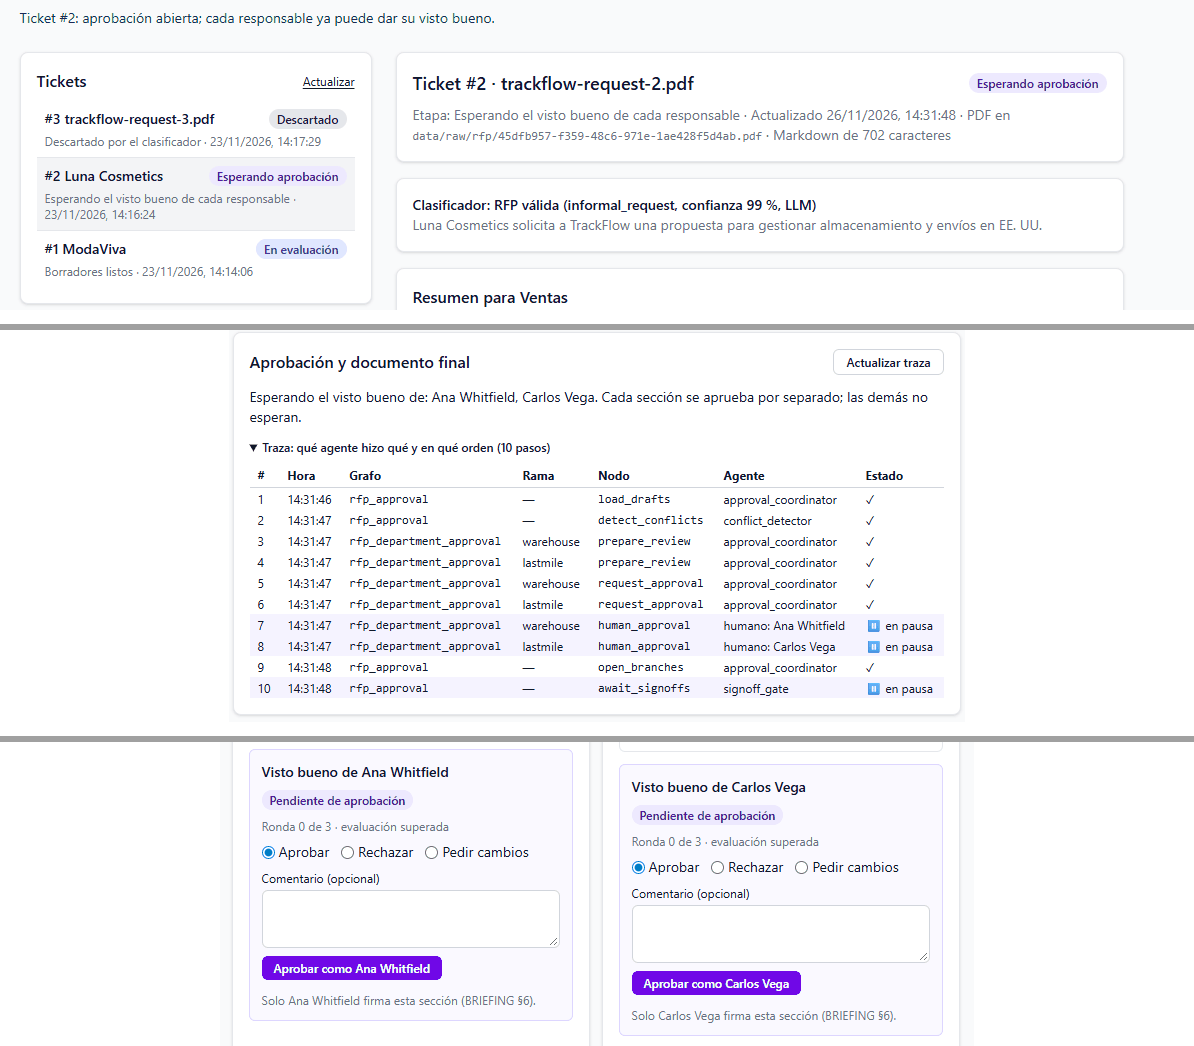 Ticket #2: aprobación abierta; cada responsable ya puede dar su visto bueno.
Tickets
Actualizar
#3 trackflow-request-3.pdf
Descartado
Descartado por el clasificador · 23/11/2026, 14:17:29
#2 Luna Cosmetics
Esperando aprobación
Esperando el visto bueno de cada responsable ·
23/11/2026, 14:16:24
#1 ModaViva
En evaluación
Borradores listos · 23/11/2026, 14:14:06
Ticket #2 · trackflow-request-2.pdf
Esperando aprobación
Etapa: Esperando el visto bueno de cada responsable · Actualizado 26/11/2026, 14:31:48 · PDF en
data/raw/rfp/45dfb957-f359-48c6-971e-1ae428f5d4ab.pdf · Markdown de 702 caracteres
Clasificador: RFP válida (informal_request, confianza 99 %, LLM)
Luna Cosmetics solicita a TrackFlow una propuesta para gestionar almacenamiento y envíos en EE. UU.
Resumen para Ventas
Aprobación y documento final
Actualizar traza
Esperando el visto bueno de: Ana Whitfield, Carlos Vega. Cada sección se aprueba por separado; las demás no
esperan.
▼ Traza: qué agente hizo qué y en qué orden (10 pasos)
# Hora Grafo Rama Nodo Agente Estado
1 14:31:46 rfp_approval — load_drafts approval_coordinator ✓
2 14:31:47 rfp_approval — detect_conflicts conflict_detector ✓
3 14:31:47 rfp_department_approval warehouse prepare_review approval_coordinator ✓
4 14:31:47 rfp_department_approval lastmile prepare_review approval_coordinator ✓
5 14:31:47 rfp_department_approval warehouse request_approval approval_coordinator ✓
6 14:31:47 rfp_department_approval lastmile request_approval approval_coordinator ✓
7 14:31:47 rfp_department_approval warehouse human_approval humano: Ana Whitfield ⏸ en pausa
8 14:31:47 rfp_department_approval lastmile human_approval humano: Carlos Vega ⏸ en pausa
9 14:31:48 rfp_approval — open_branches approval_coordinator ✓
10 14:31:48 rfp_approval — await_signoffs signoff_gate ⏸ en pausa
Visto bueno de Ana Whitfield
Pendiente de aprobación
Ronda 0 de 3 · evaluación superada
Aprobar Rechazar Pedir cambios
Comentario (opcional)
Aprobar como Ana Whitfield
Solo Ana Whitfield firma esta sección (BRIEFING §6).
Visto bueno de Carlos Vega
Pendiente de aprobación
Ronda 0 de 3 · evaluación superada
Aprobar Rechazar Pedir cambios
Comentario (opcional)
Aprobar como Carlos Vega
Solo Carlos Vega firma esta sección (BRIEFING §6).